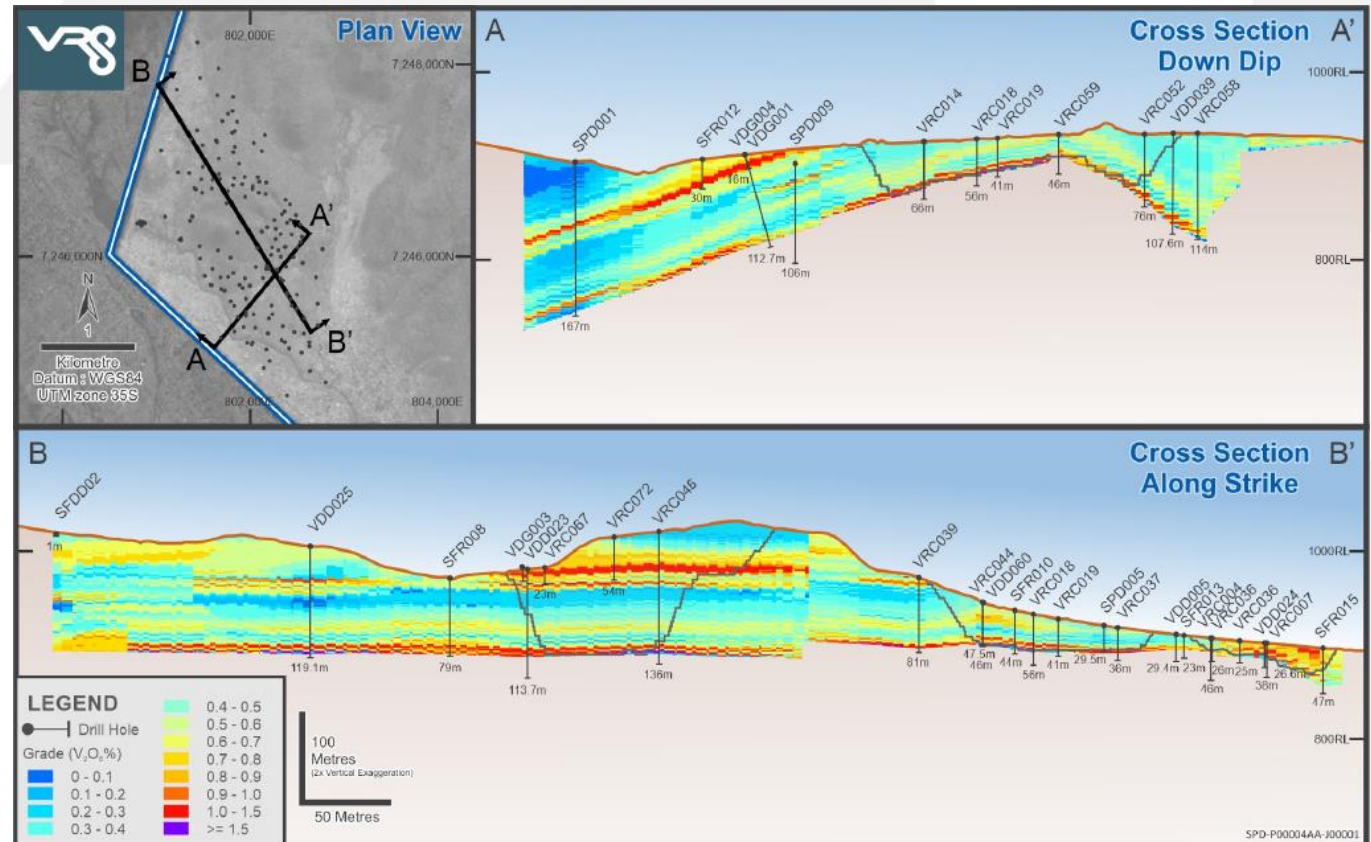 VR8
Plan View
802,000E
7,248,000N
B
A'
7,246,000N
N
1
Kilometre
Datum : WGS84
UTM zone 35S
A
B'
802,000E
804,000E
A
Cross Section
Down Dip
A'
1000RL
800RL
SPD001
SFR012
VDG004
VDG001
SPD009
VRC014
VRC018
VRC019
VRC059
VRC052
VDD039
VRC058
167m
30m
16m
112.7m
106m
66m
56m
41m
46m
76m
107.6m
114m
B
Cross Section
Along Strike
B'
1000RL
800RL
SFDD02
VDD025
SFR008
VDG003
VDD023
VRC067
VRC072
VRC046
VRC039
VRC044
VDD060
SFR010
VRC018
VRC019
SPD005
VRC037
VDD005
SFR013
VRC036
VDD024
VRC007
SFR015
1m
119.1m
79m
113.7m
23m
54m
136m
81m
47.5m
46m
44m
56m
41m
29.5m
36m
29.4m
23m
46m
26m
25m
38m
47m
LEGEND
Drill Hole
Grade (V₂O₅%)
0 - 0.1
0.1 - 0.2
0.2 - 0.3
0.3 - 0.4
0.4 - 0.5
0.5 - 0.6
0.6 - 0.7
0.7 - 0.8
0.8 - 0.9
0.9 - 1.0
1.0 - 1.5
>= 1.5
100
Metres
(2x Vertical Exaggeration)
50 Metres
SPD-P00004AA-J00001